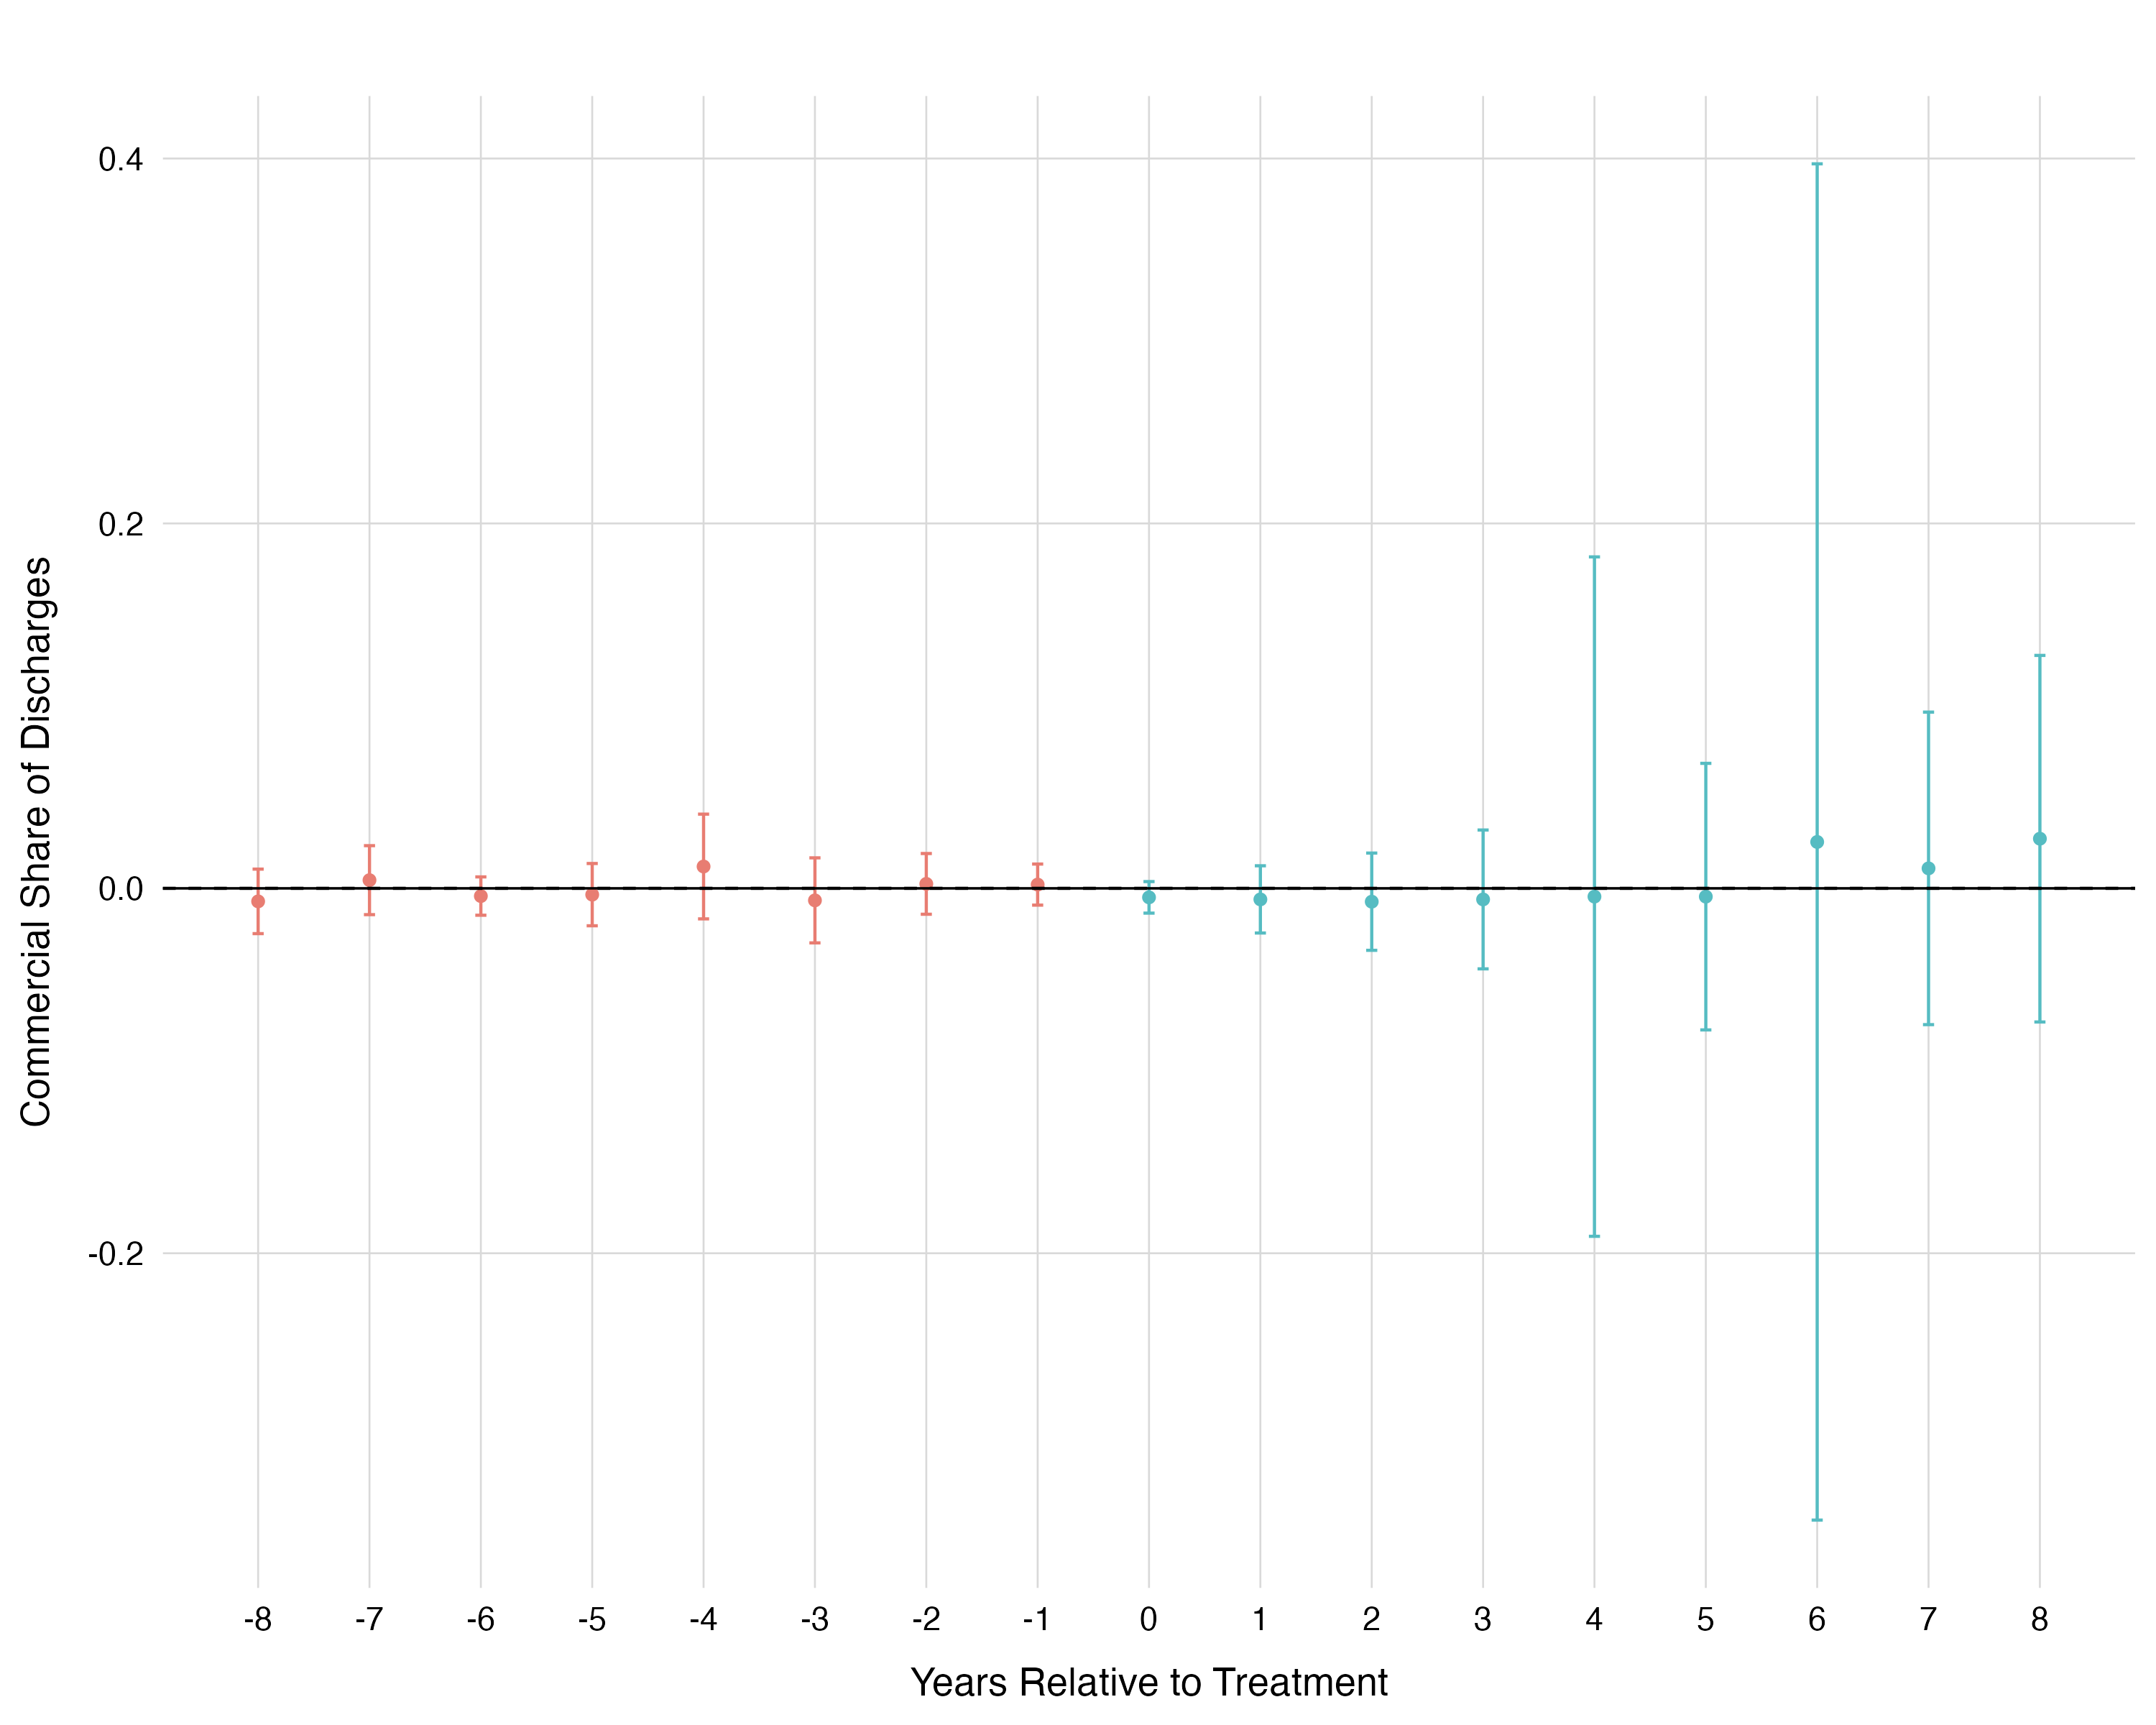 Commercial Share of Discharges
0.4
0.2
0.0
-0.2
-8 -7 -6 -5 -4 -3 -2 -1 0 1 2 3 4 5 6 7 8
Years Relative to Treatment